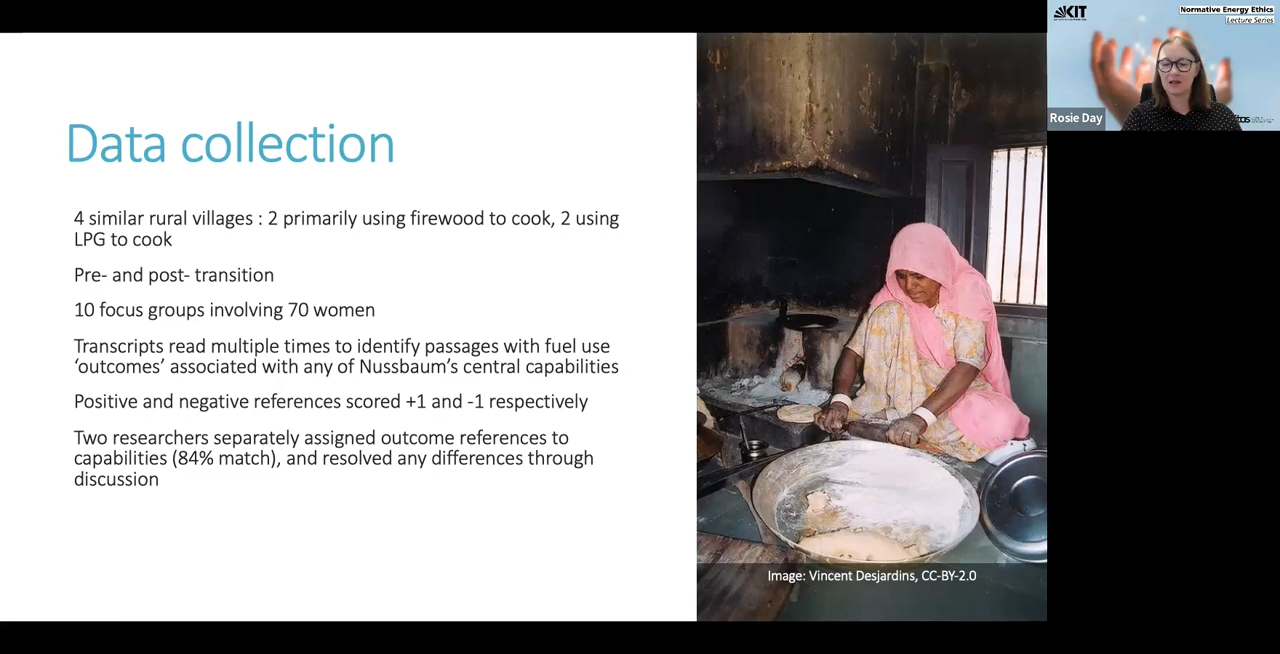 Data collection
4 similar rural villages : 2 primarily using firewood to cook, 2 using
LPG to cook
Pre- and post- transition
10 focus groups involving 70 women
Transcripts read multiple times to identify passages with fuel use
‘outcomes’ associated with any of Nussbaum’s central capabilities
Positive and negative references scored +1 and -1 respectively
Two researchers separately assigned outcome references to
capabilities (84% match), and resolved any differences through
discussion
Image: Vincent Desjardins, CC-BY-2.0
KIT
Normative Energy Ethics
Lecture Series
Rosie Day